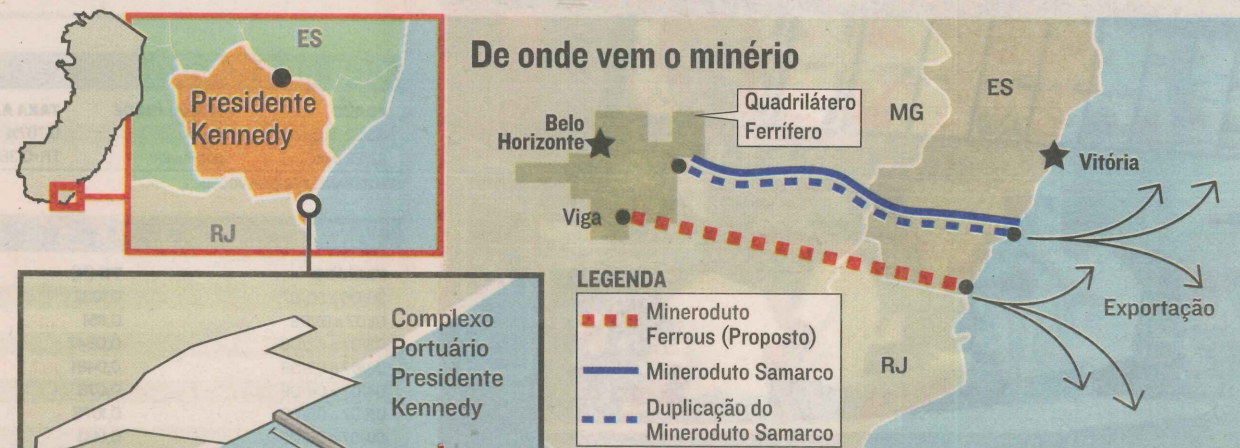 ES
Presidente
Kennedy
RJ
De onde vem o minério
Quadrilátero
Ferrífero
Belo
Horizonte
MG
ES
Vitória
Viga
Exportação
RJ
LEGENDA
Mineroduto
Ferrous (Proposto)
Mineroduto Samarco
Duplicação do
Mineroduto Samarco
Complexo
Portuário
Presidente
Kennedy